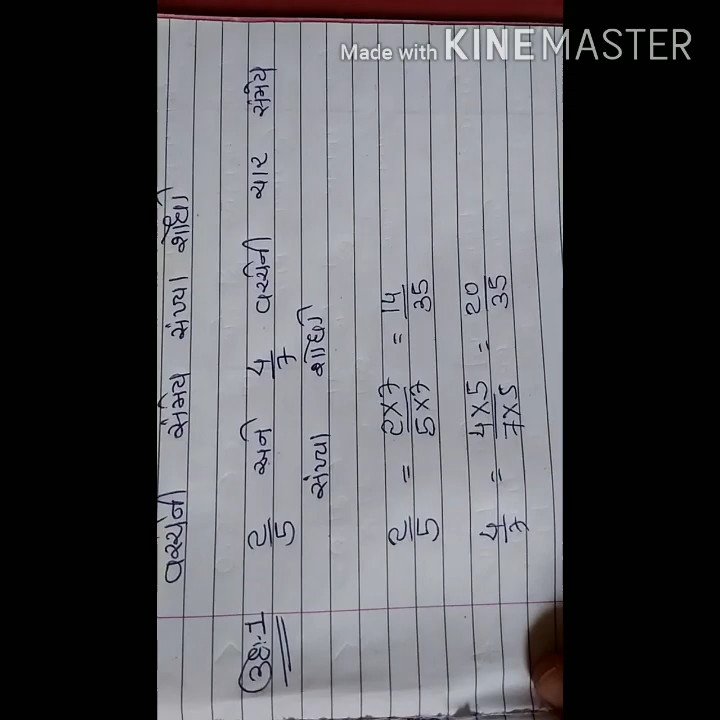 Made with KINEMASTER
વચ્ચેની સંમેય સંખ્યા શોધો
ઉદા:-1 2/5 અને 4/7 વચ્ચેની ચાર સંમેય
સંખ્યા શોધો
2/5 = 2×7/5×7 = 14/35
4/7 = 4×5/7×5 = 20/35